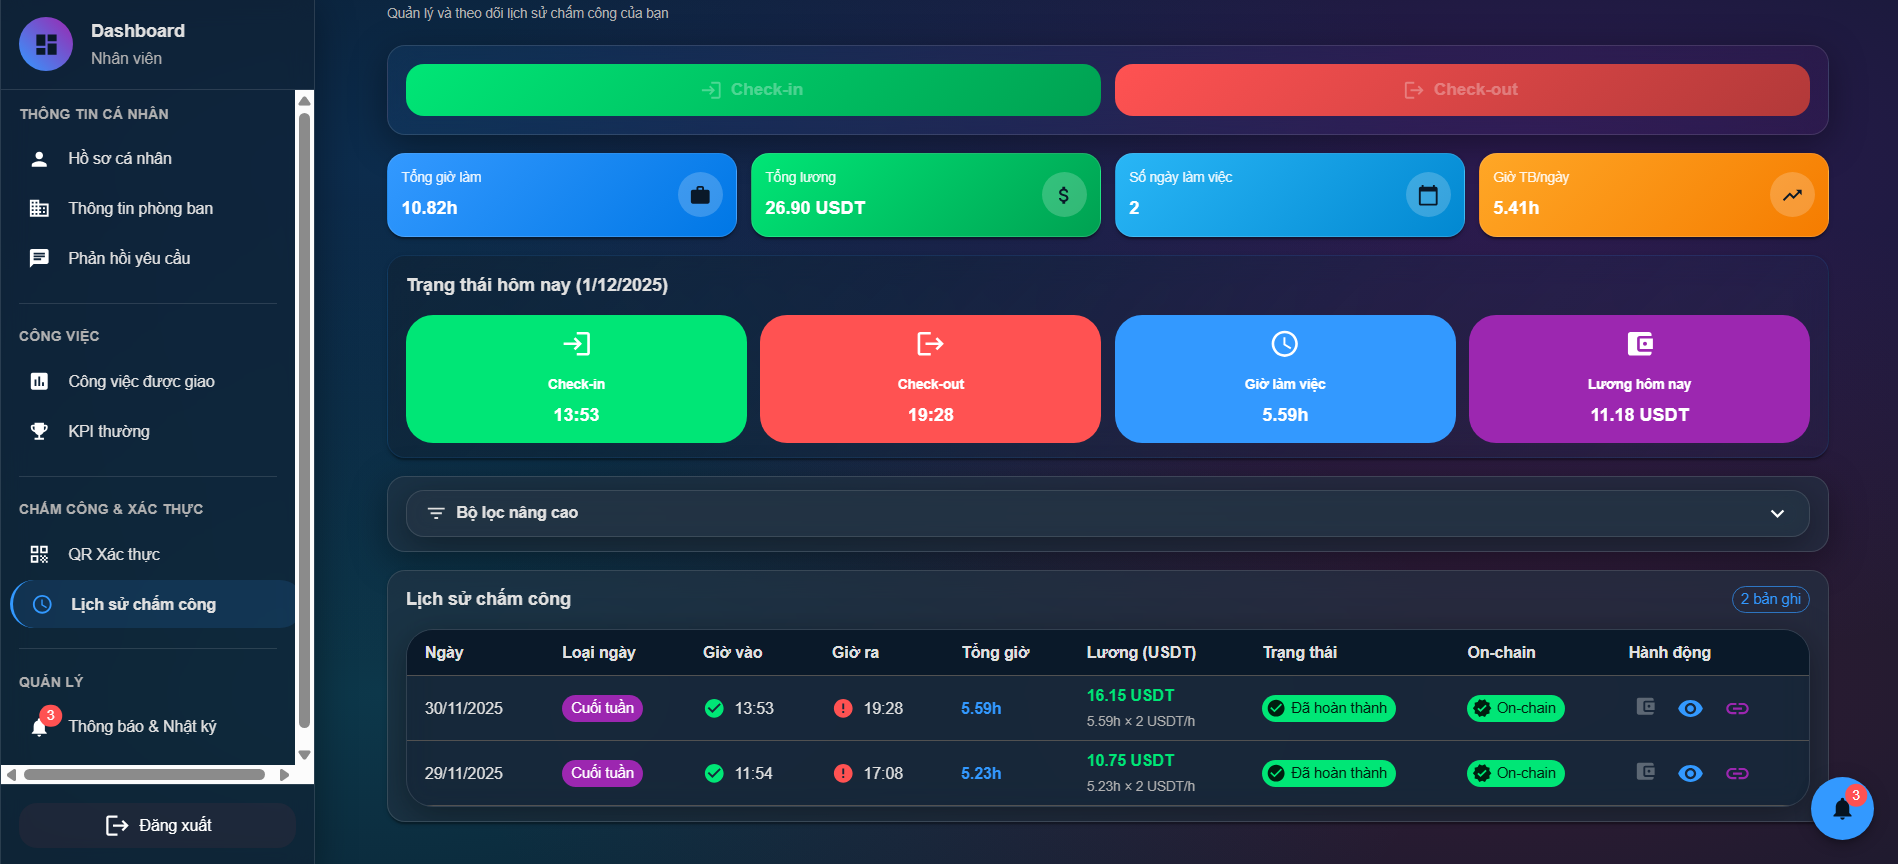 Dashboard
Nhân viên
THÔNG TIN CÁ NHÂN
Hồ sơ cá nhân
Thông tin phòng ban
Phản hồi yêu cầu
CÔNG VIỆC
Công việc được giao
KPI thưởng
CHẤM CÔNG & XÁC THỰC
QR Xác thực
Lịch sử chấm công
QUẢN LÝ
3
Thông báo & Nhật ký
Đăng xuất
Quản lý và theo dõi lịch sử chấm công của bạn
Check-in
Check-out
Tổng giờ làm
10.82h
Tổng lương
26.90 USDT
Số ngày làm việc
2
Giờ TB/ngày
5.41h
Trạng thái hôm nay (1/12/2025)
Check-in
13:53
Check-out
19:28
Giờ làm việc
5.59h
Lương hôm nay
11.18 USDT
Bộ lọc nâng cao
Lịch sử chấm công
2 bản ghi
Ngày Loại ngày Giờ vào Giờ ra Tổng giờ Lương (USDT) Trạng thái On-chain Hành động
30/11/2025 Cuối tuần 13:53 19:28 5.59h 16.15 USDT Đã hoàn thành On-chain
5.59h × 2 USDT/h
29/11/2025 Cuối tuần 11:54 17:08 5.23h 10.75 USDT Đã hoàn thành On-chain
5.23h × 2 USDT/h
3